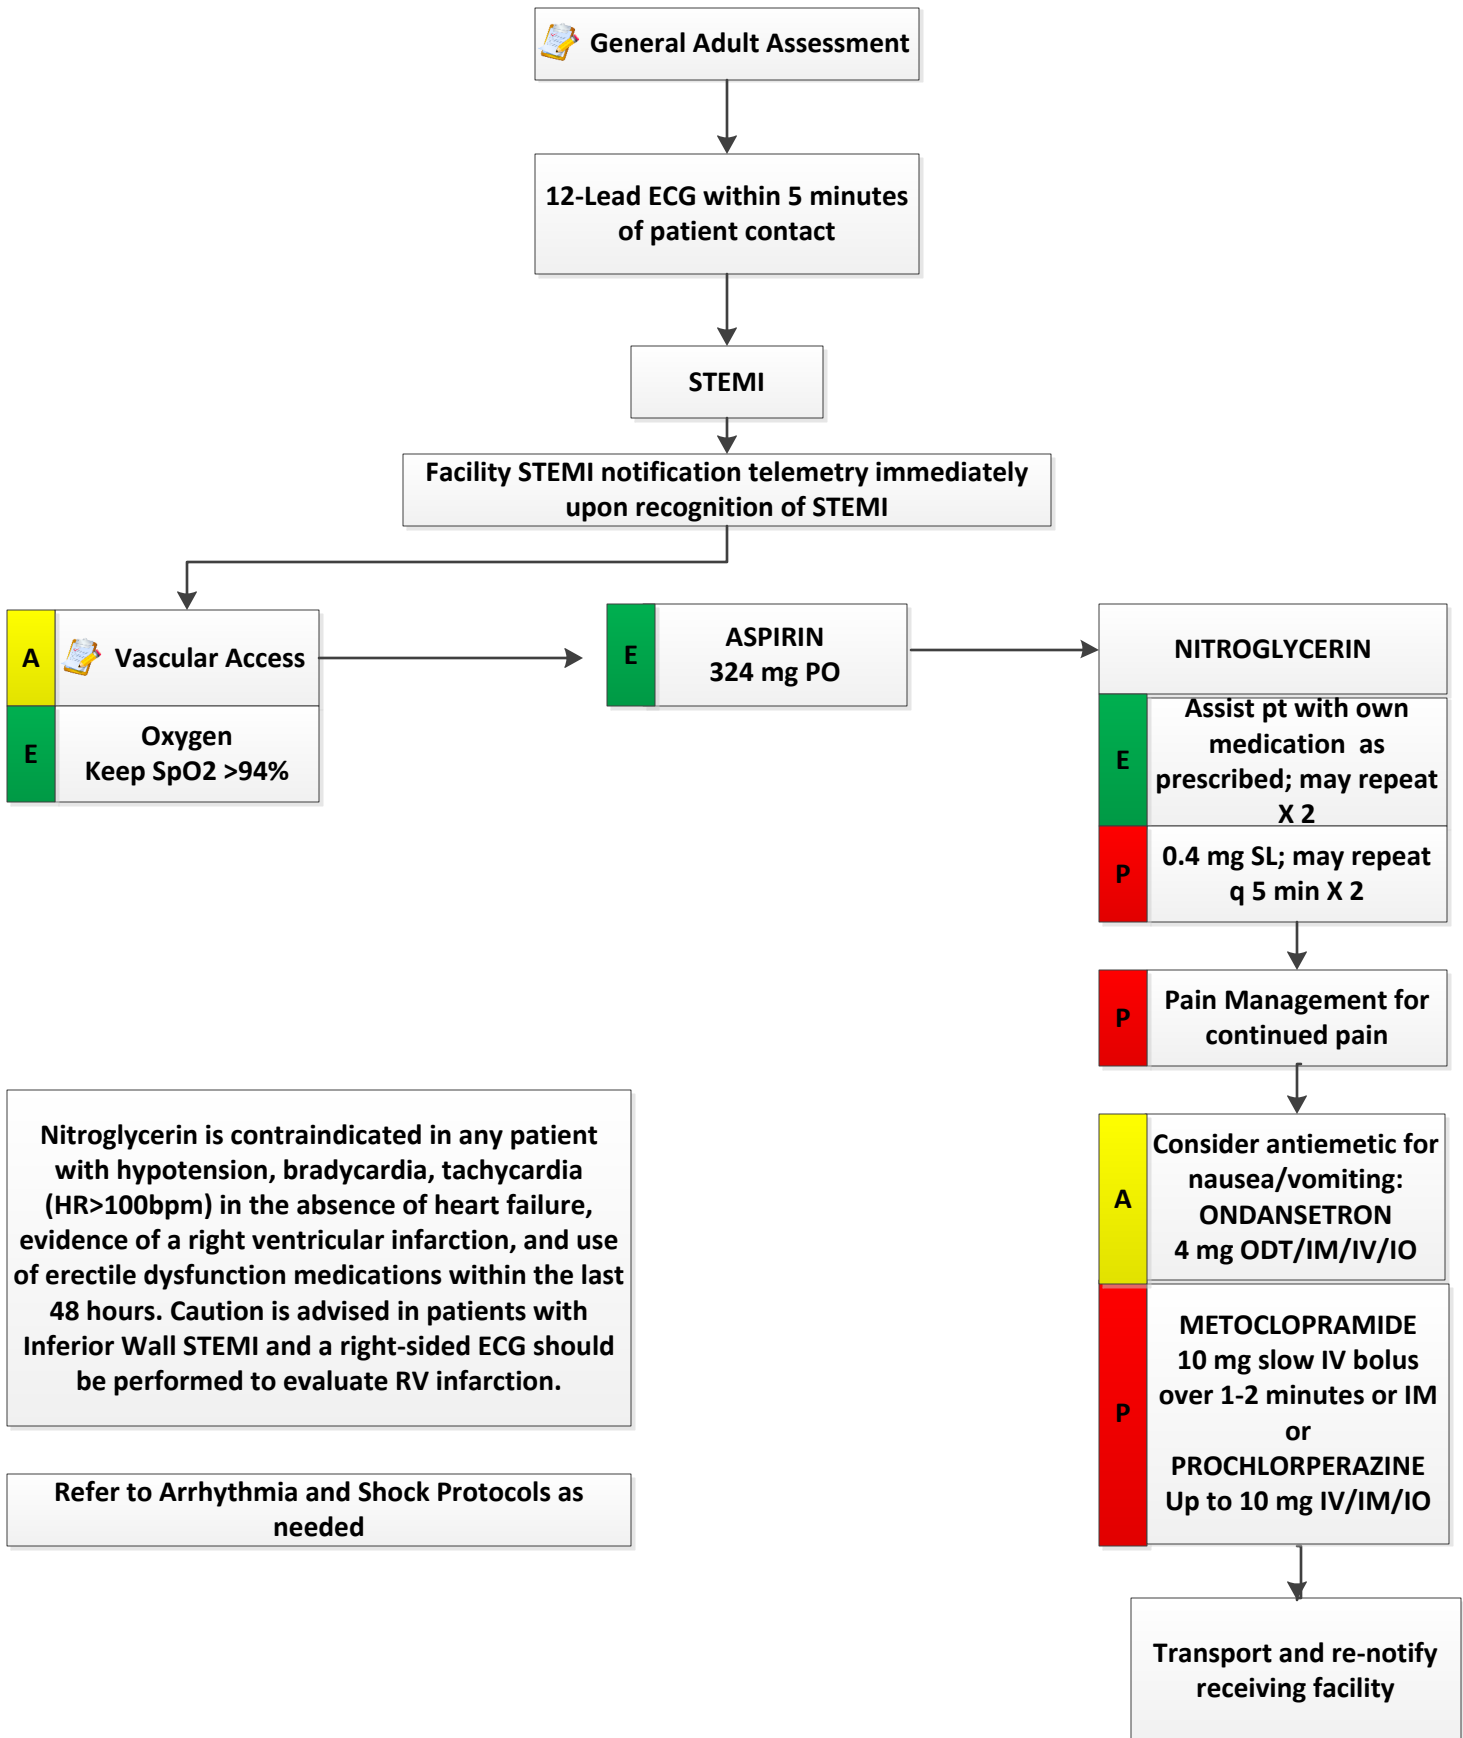 General Adult Assessment
12-Lead ECG within 5 minutes
of patient contact
STEMI
Facility STEMI notification telemetry immediately
upon recognition of STEMI
A
Vascular Access
E
Oxygen
Keep SpO2 >94%
E
ASPIRIN
324 mg PO
NITROGLYCERIN
E
Assist pt with own
medication  as
prescribed; may repeat
X 2
P
0.4 mg SL; may repeat
q 5 min X 2
P
Pain Management for
continued pain
A
Consider antiemetic for
nausea/vomiting:
ONDANSETRON
4 mg ODT/IM/IV/IO
P
METOCLOPRAMIDE
10 mg slow IV bolus
over 1-2 minutes or IM
or
PROCHLORPERAZINE
Up to 10 mg IV/IM/IO
Transport and re-notify
receiving facility
Nitroglycerin is contraindicated in any patient
with hypotension, bradycardia, tachycardia
(HR>100bpm) in the absence of heart failure,
evidence of a right ventricular infarction, and use
of erectile dysfunction medications within the last
48 hours. Caution is advised in patients with
Inferior Wall STEMI and a right-sided ECG should
be performed to evaluate RV infarction.
Refer to Arrhythmia and Shock Protocols as
needed